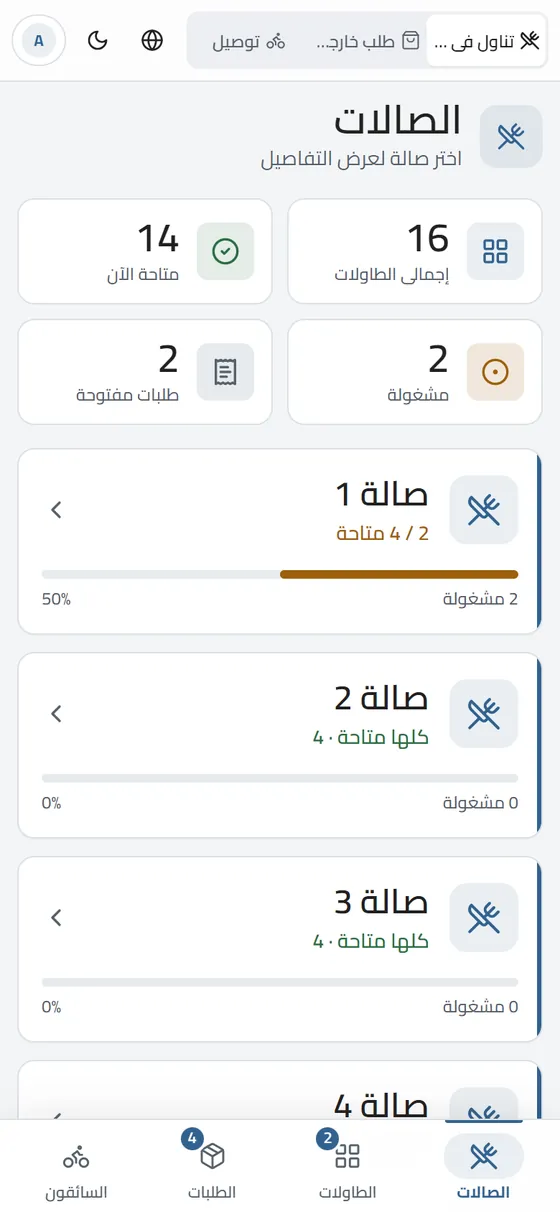 تناول في ...
طلب خارجـ...
توصيل
A
الصالات
اختر صالة لعرض التفاصيل
16
إجمالي الطاولات
14
متاحة الآن
2
مشغولة
2
طلبات مفتوحة
صالة 1
2 / 4 متاحة
2 مشغولة
50%
صالة 2
كلها متاحة · 4
0 مشغولة
0%
صالة 3
كلها متاحة · 4
0 مشغولة
0%
صالة 4
الصالات
2
الطاولات
4
الطلبات
السائقون